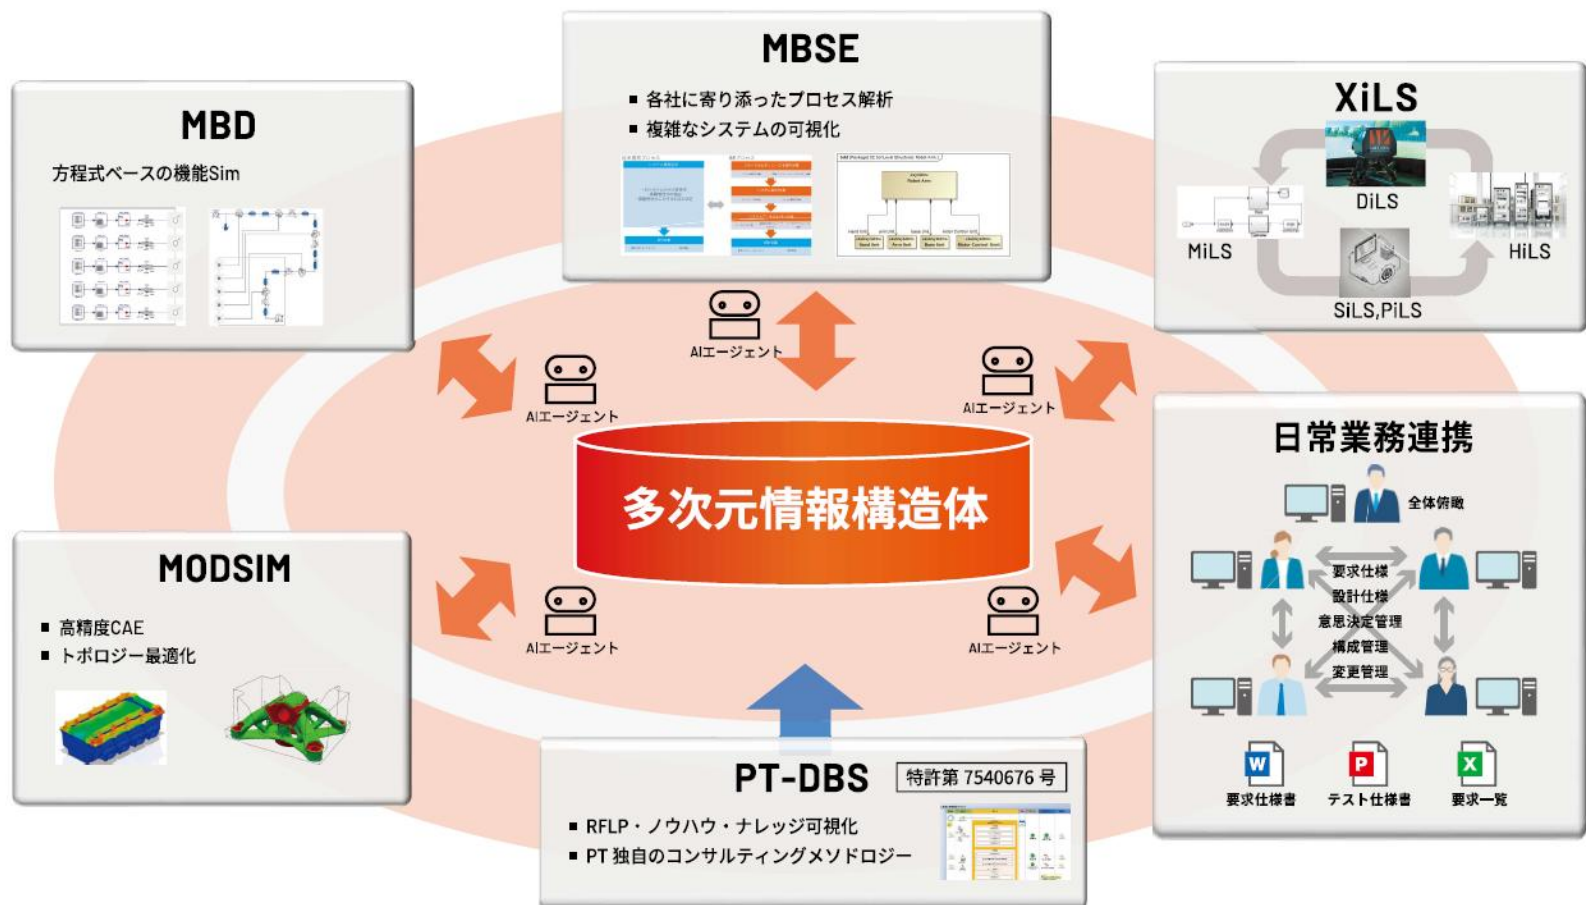 MBSE
■ 各社に寄り添ったプロセス解析
■ 複雑なシステムの可視化
MBD
方程式ベースの機能Sim
XiLS
DiLS
MiLS
HiLS
SiLS,PiLS
AIエージェント
AIエージェント
AIエージェント
多次元情報構造体
日常業務連携
全体俯瞰
要求仕様
設計仕様
意思決定管理
構成管理
変更管理
W
P
X
要求仕様書
テスト仕様書
要求一覧
MODSIM
■ 高精度CAE
■ トポロジー最適化
AIエージェント
AIエージェント
PT-DBS
特許第 7540676 号
■ RFLP・ノウハウ・ナレッジ可視化
■ PT 独自のコンサルティングメソドロジー